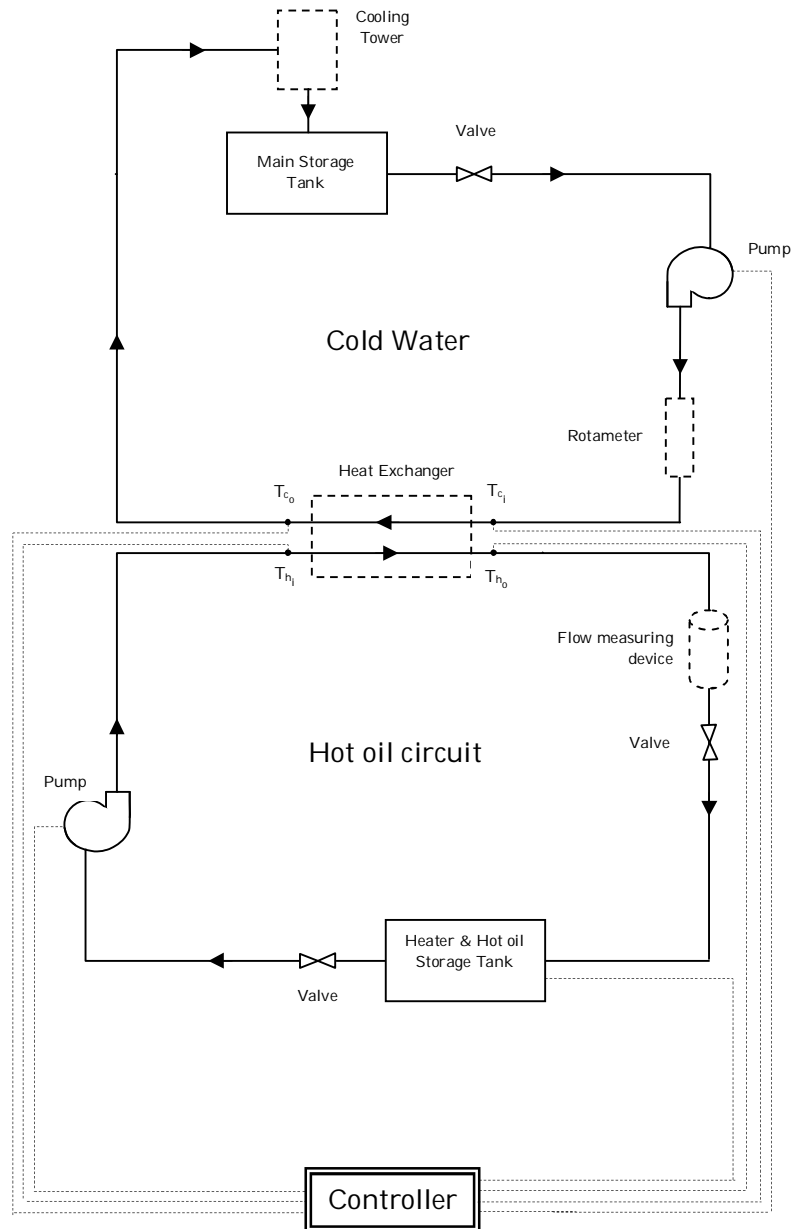 Cooling
Tower
Valve
Main Storage
Tank
Pump
Cold Water
Rotameter
Heat Exchanger
Tco
Tci
Thi
Tho
Flow measuring
device
Hot oil circuit
Valve
Pump
Heater & Hot oil
Storage Tank
Valve
Controller